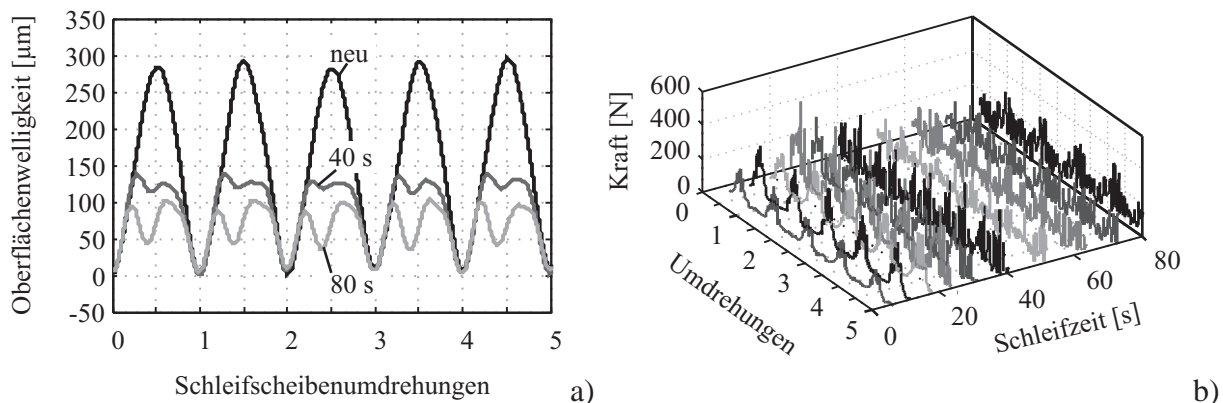 Oberflächenwelligkeit [µm]
350
300
250
200
150
100
50
0
-50
neu
40 s
80 s
0 1 2 3 4 5
Schleifscheibenumdrehungen
a)
Kraft [N]
600
400
200
0
0
1
2
3
4
5
Umdrehungen
0
20
40
60
80
Schleifzeit [s]
b)